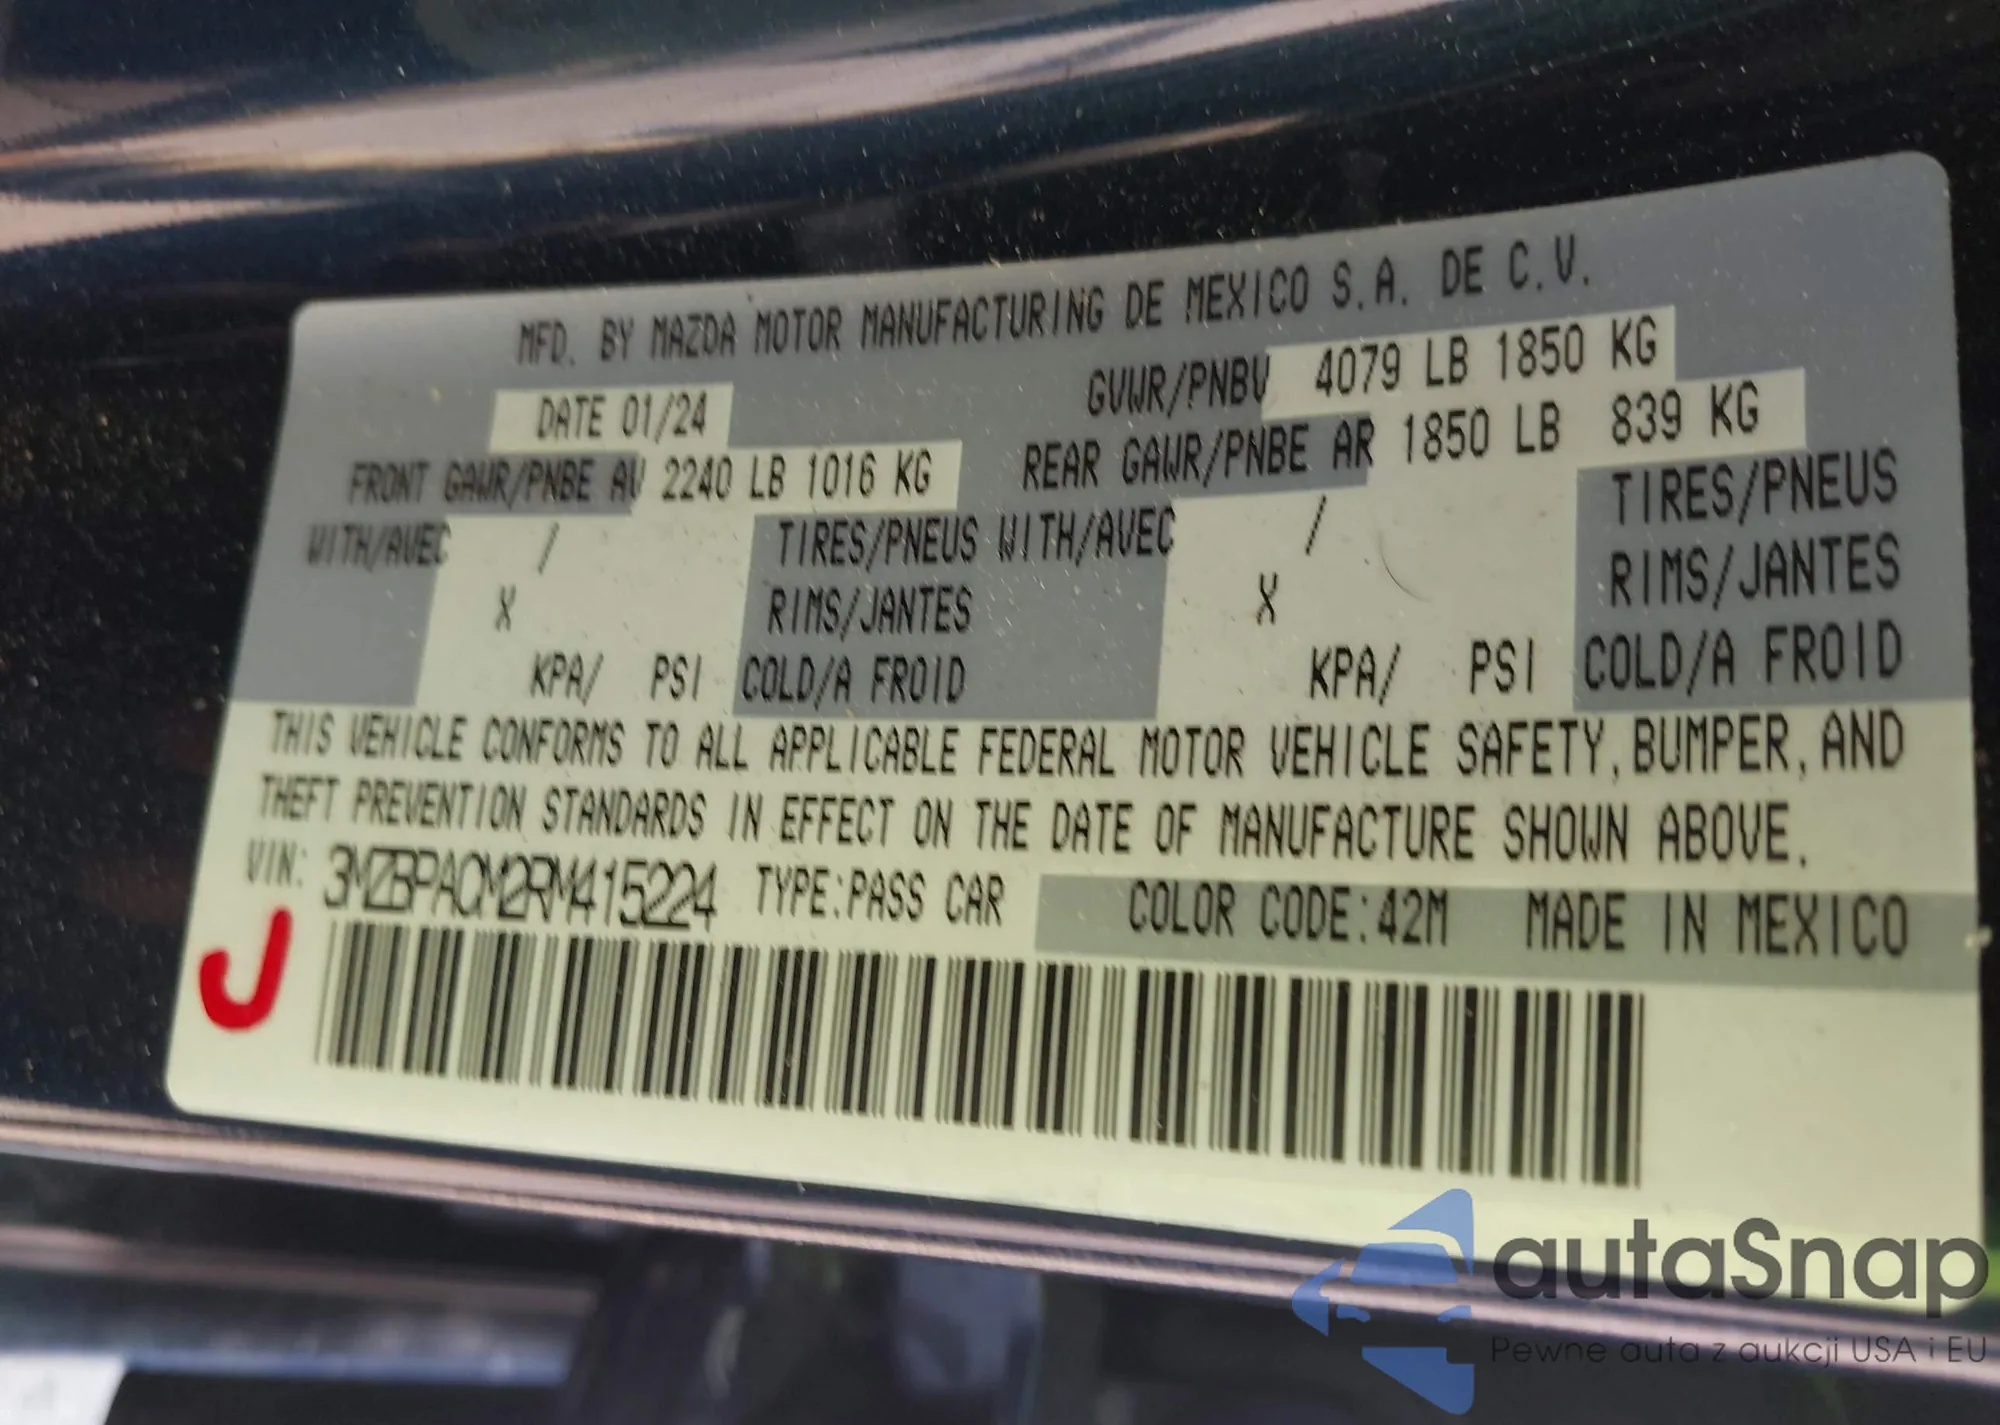 MFD. BY MAZDA MOTOR MANUFACTURING DE MEXICO S.A. DE C.V.
DATE 01/24 GVWR/PNBV 4079 LB 1850 KG
FRONT GAWR/PNBE AV 2240 LB 1016 KG REAR GAWR/PNBE AR 1850 LB 839 KG
WITH/AVEC / TIRES/PNEUS WITH/AVEC / TIRES/PNEUS
X RIMS/JANTES X RIMS/JANTES
KPA/ PSI COLD/A FROID KPA/ PSI COLD/A FROID
THIS VEHICLE CONFORMS TO ALL APPLICABLE FEDERAL MOTOR VEHICLE SAFETY, BUMPER, AND
THEFT PREVENTION STANDARDS IN EFFECT ON THE DATE OF MANUFACTURE SHOWN ABOVE.
VIN: 3MZBPACM2RM415224 TYPE:PASS CAR COLOR CODE:42M MADE IN MEXICO
J
autaSnap
Pewne auta z aukcji USA i EU